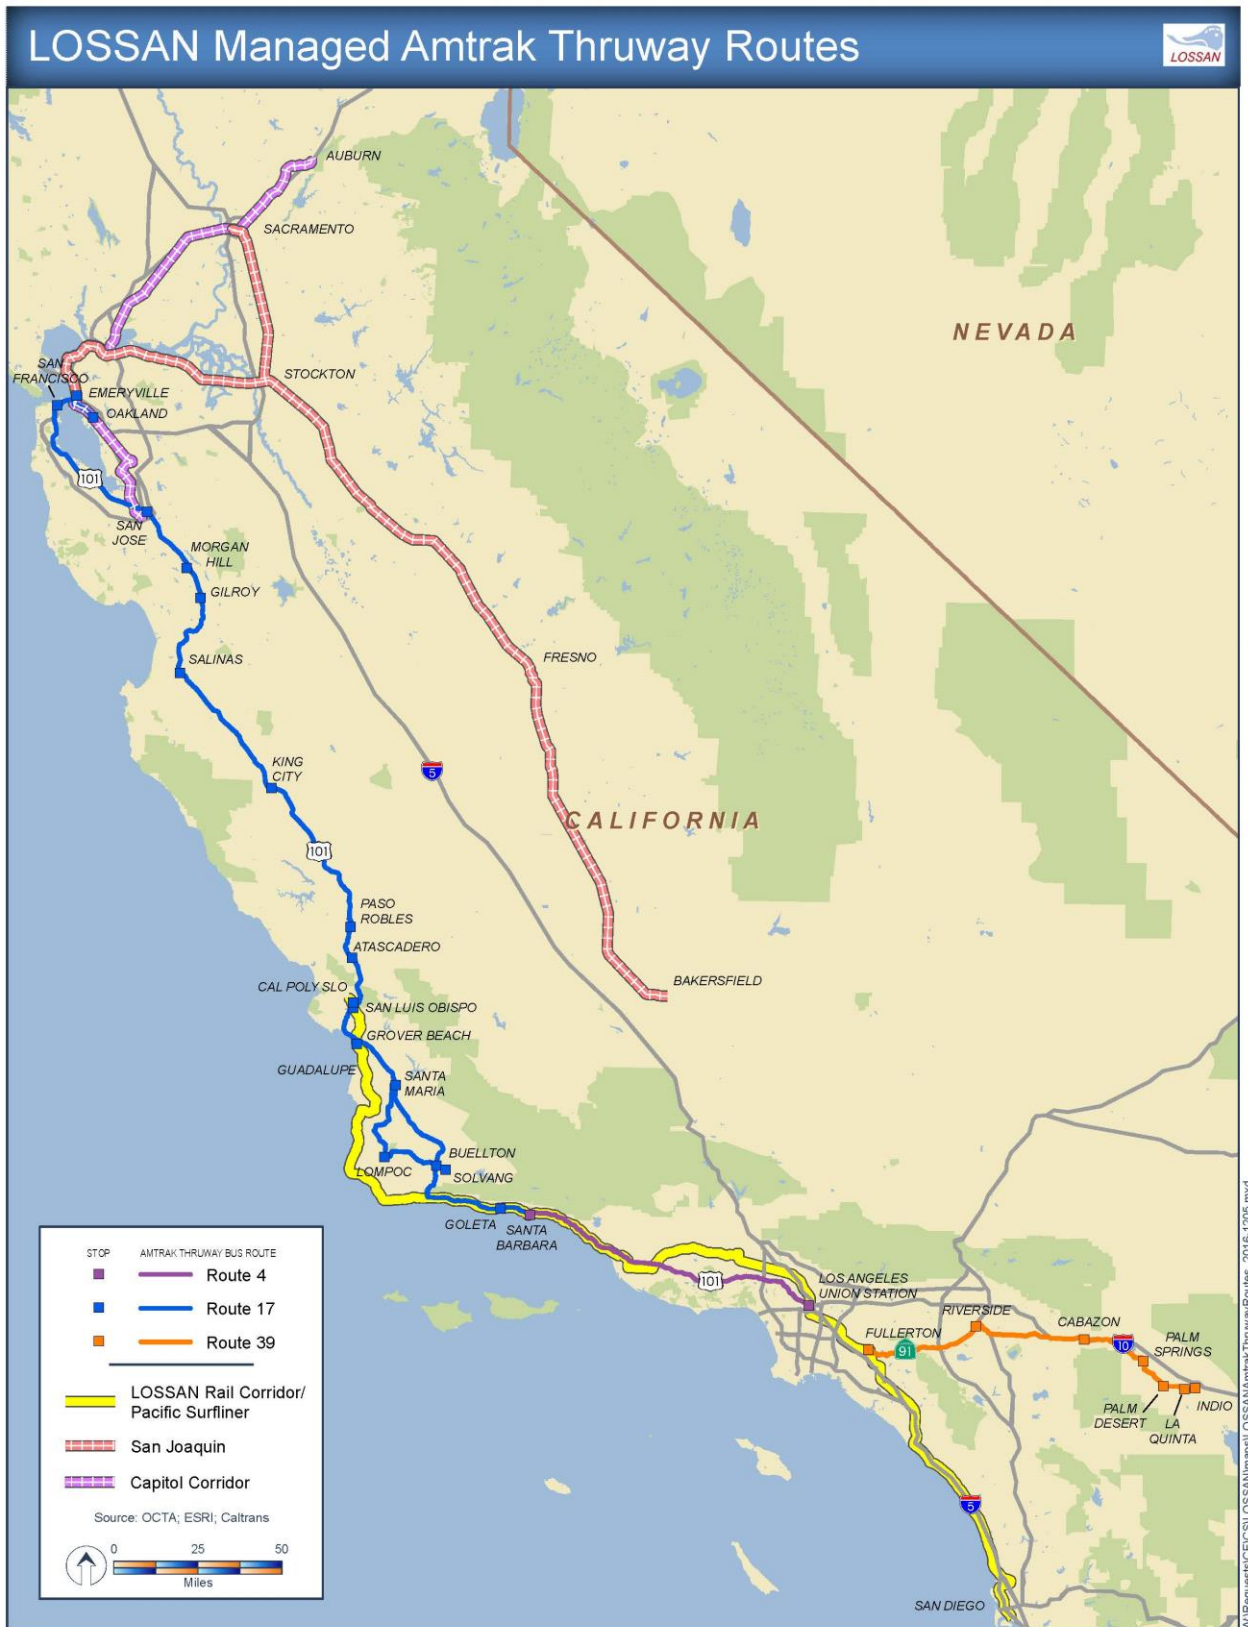 LOSSAN Managed Amtrak Thruway Routes
LOSSAN
AUBURN
SACRAMENTO
NEVADA
SAN
FRANCISCO
STOCKTON
EMERYVILLE
OAKLAND
101
SAN
JOSE
MORGAN
HILL
GILROY
FRESNO
SALINAS
KING
CITY
5
CALIFORNIA
101
PASO
ROBLES
ATASCADERO
BAKERSFIELD
CAL POLY SLO
SAN LUIS OBISPO
GROVER BEACH
GUADALUPE
SANTA
MARIA
BUELLTON
LOMPOC
SOLVANG
GOLETA
SANTA
BARBARA
101
LOS ANGELES
UNION STATION
RIVERSIDE
FULLERTON
91
CABAZON
10
PALM
SPRINGS
PALM
DESERT
LA
QUINTA
INDIO
5
SAN DIEGO
STOP AMTRAK THRUWAY BUS ROUTE
Route 4
Route 17
Route 39
LOSSAN Rail Corridor/
Pacific Surfliner
San Joaquin
Capitol Corridor
Source: OCTA; ESRI; Caltrans
0 25 50
Miles